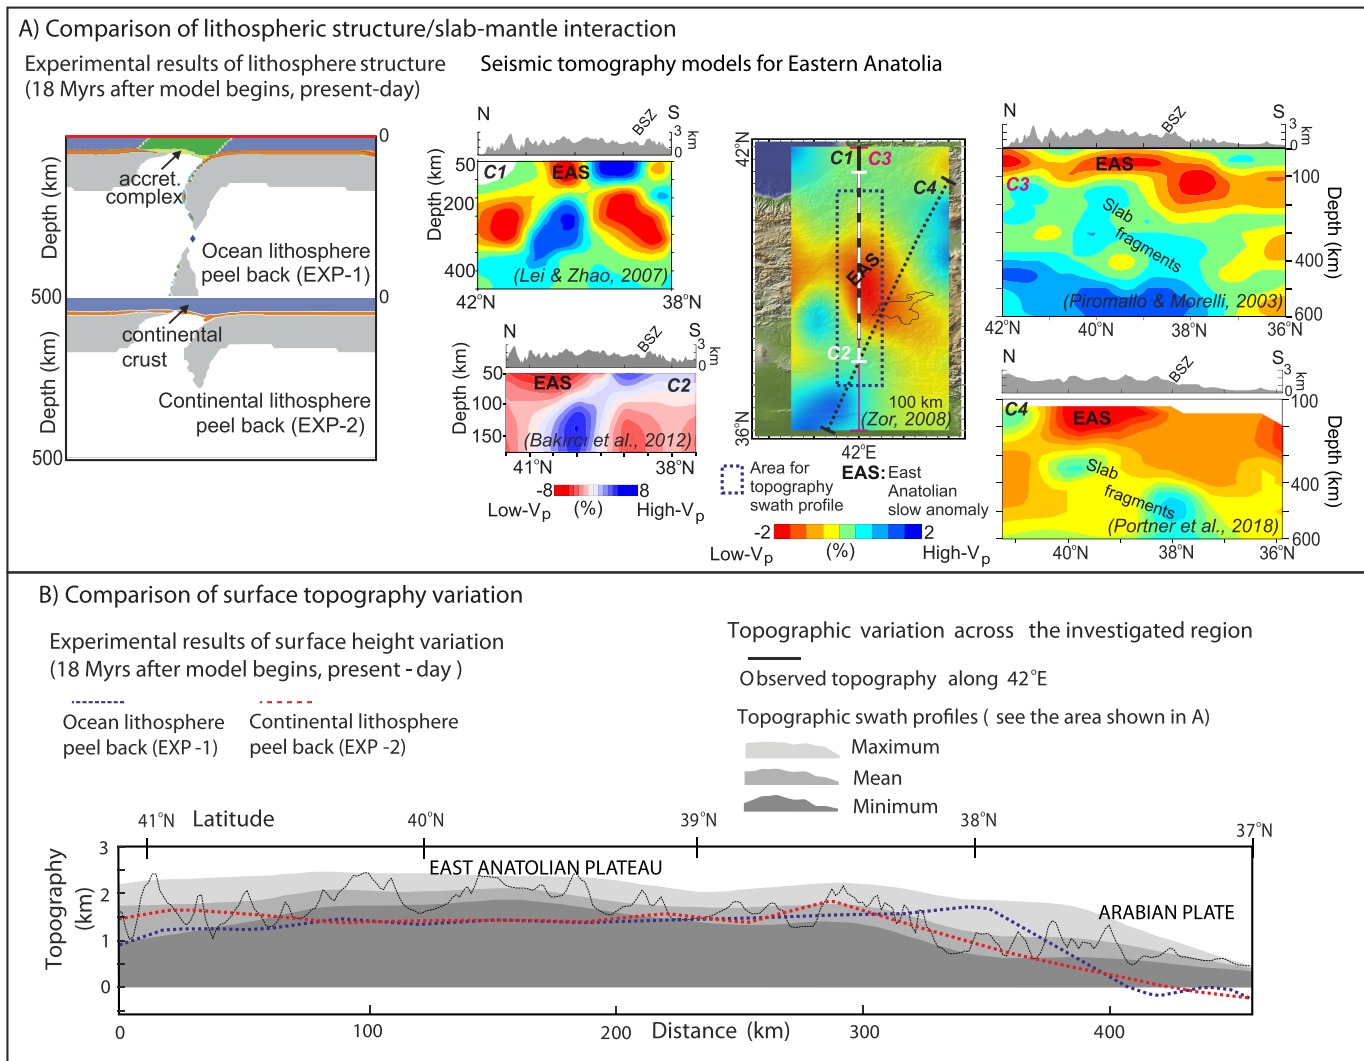 A) Comparison of lithospheric structure/slab-mantle interaction
Experimental results of lithosphere structure
(18 Myrs after model begins, present-day)
0
Depth (km)
accret.
complex
Ocean lithosphere
peel back (EXP-1)
500
0
Depth (km)
continental
crust
Continental lithosphere
peel back (EXP-2)
500
Seismic tomography models for Eastern Anatolia
N
BSZ
S
3
0
km
50
200
400
Depth (km)
C1
EAS
(Lei & Zhao, 2007)
42°N
38°N
N
BSZ
S
3
0
km
50
100
150
Depth (km)
EAS
C2
(Bakırcı et al., 2012)
41°N
38°N
-8
8
Low-Vp
(%)
High-Vp
42°N
C1
C3
C4
EAS
C2
100 km
(Zor, 2008)
36°N
42°E
Area for
topography
swath profile
EAS: East
Anatolian
slow anomaly
-2
2
Low-Vp
(%)
High-Vp
N
BSZ
S
3
0
km
EAS
C3
100
400
600
Depth (km)
Slab
fragments
(Piromallo & Morelli, 2003)
42°N
40°N
38°N
36°N
N
BSZ
S
3
0
km
C4
EAS
100
400
600
Depth (km)
Slab
fragments
(Portner et al., 2018)
40°N
38°N
36°N
B) Comparison of surface topography variation
Experimental results of surface height variation
(18 Myrs after model begins, present - day )
Ocean lithosphere
peel back (EXP -1)
Continental lithosphere
peel back (EXP -2)
Topographic variation across the investigated region
Observed topography along 42°E
Topographic swath profiles ( see the area shown in A)
Maximum
Mean
Minimum
41°N
Latitude
40°N
39°N
38°N
37°N
Topography
(km)
3
2
1
0
EAST ANATOLIAN PLATEAU
ARABIAN PLATE
0
100
200
Distance (km)
300
400